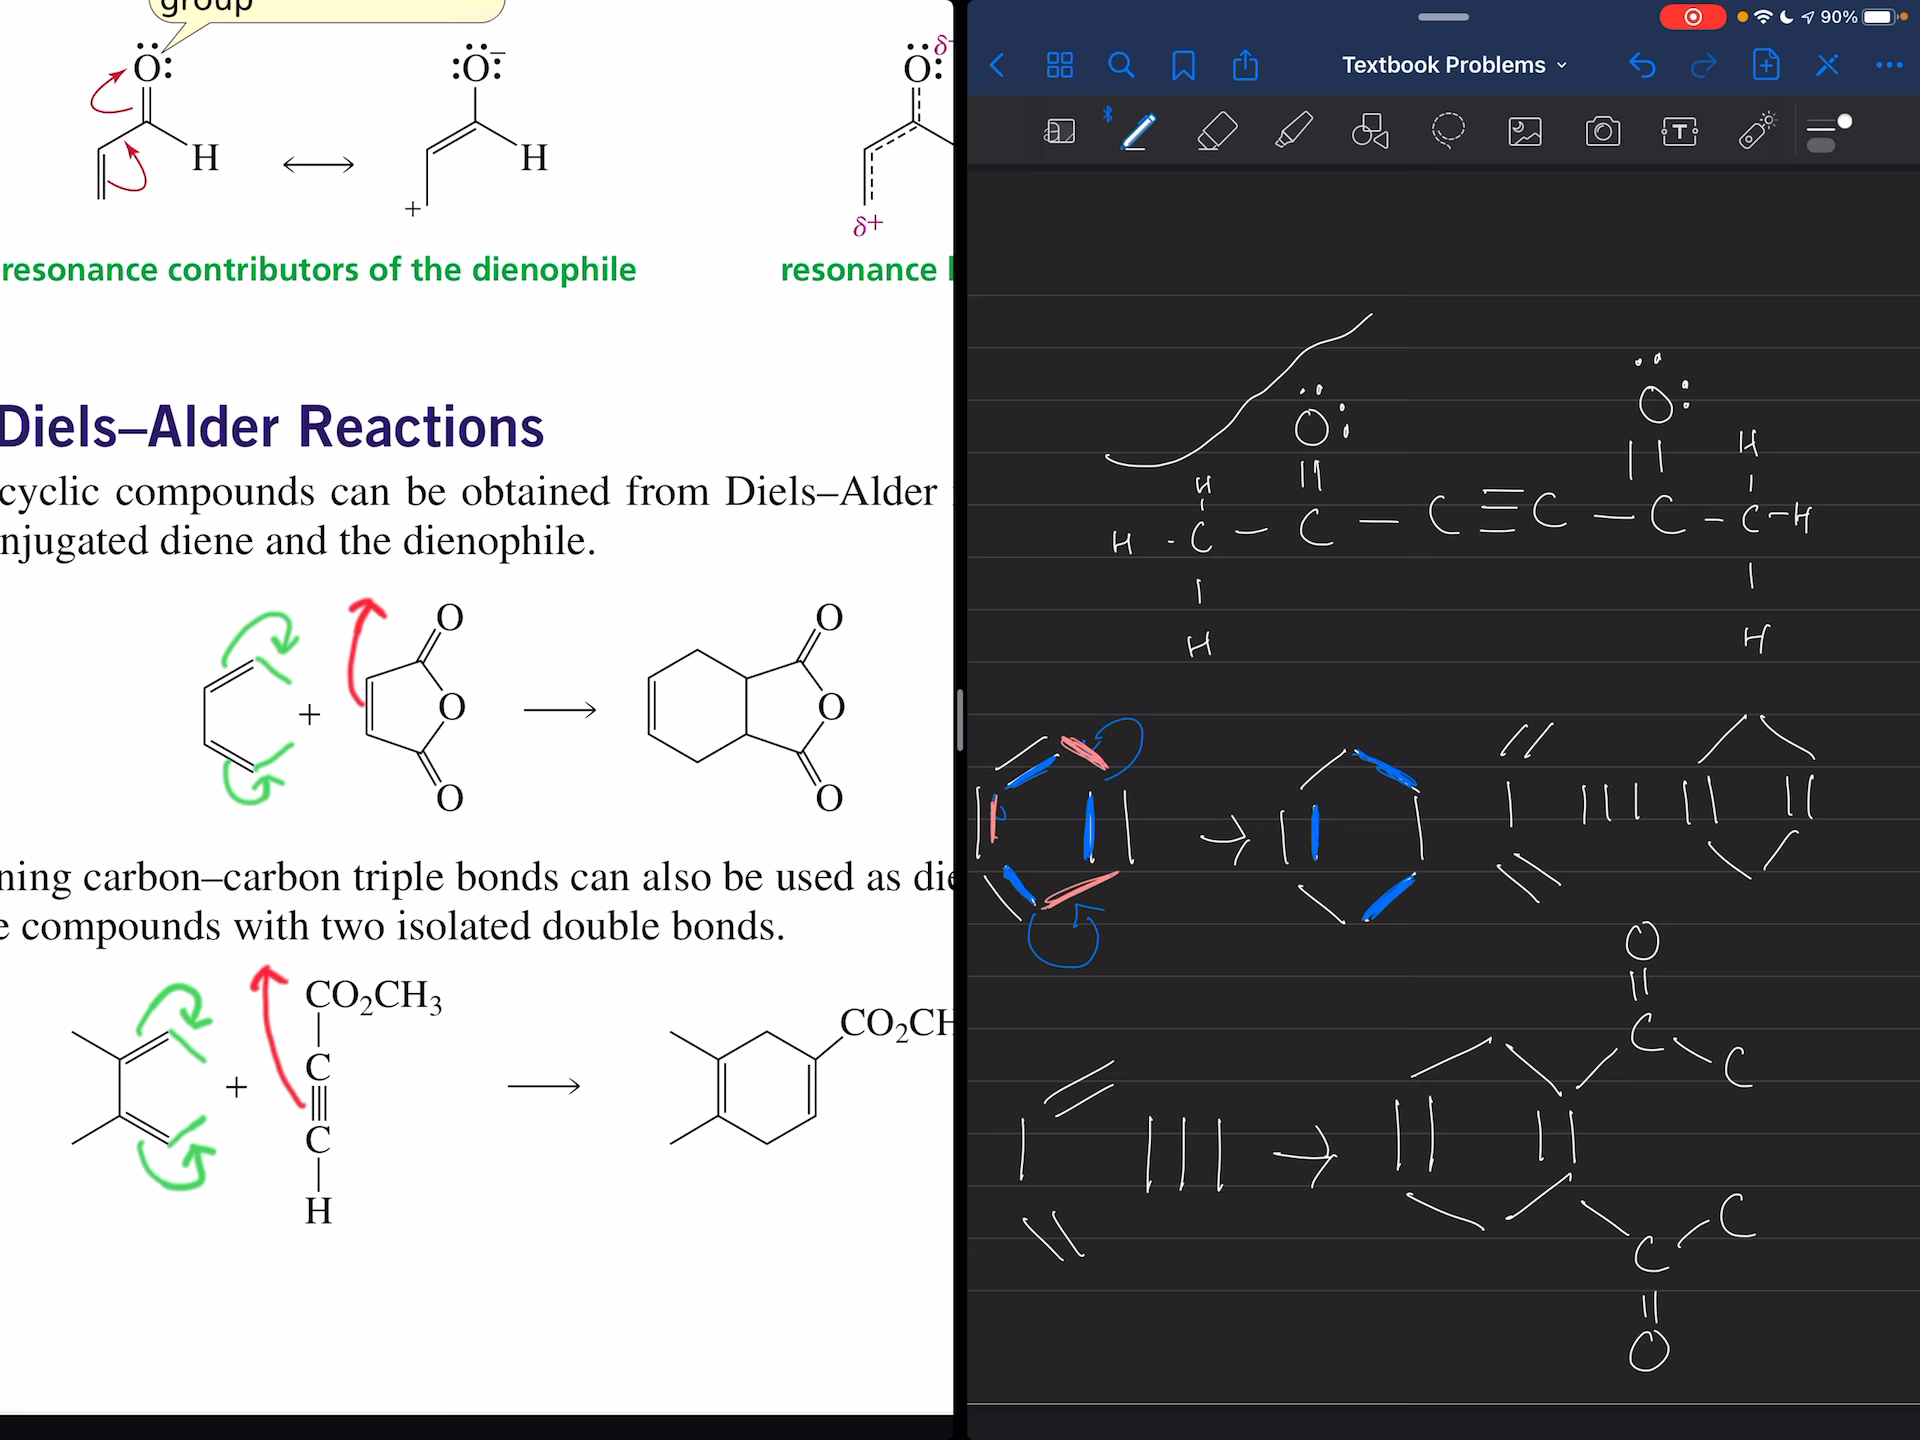 group
O
H
O
H
+
O
δ-
δ+
resonance contributors of the dienophile
resonance
Diels–Alder Reactions
cyclic compounds can be obtained from Diels–Alder
njugated diene and the dienophile.
+
O
O
O
O
O
O
ning carbon–carbon triple bonds can also be used as die
e compounds with two isolated double bonds.
+
CO2CH3
C
C
H
CO2CH
90%
Textbook Problems
T
O
O
H
H
H - C - C - C ≡ C - C - C - H
H
H
O
C
C
C
C
O